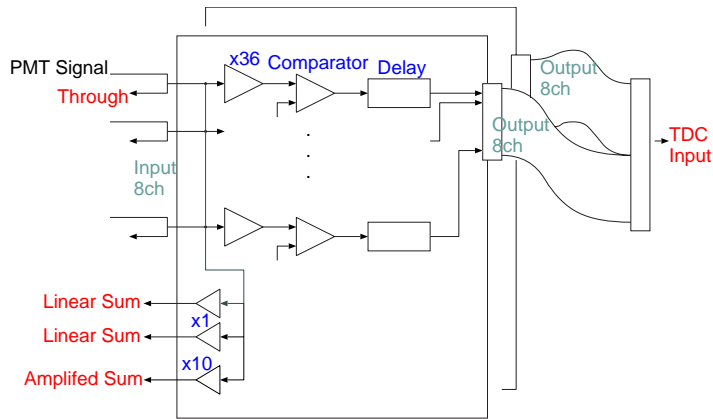 PMT Signal
Through
x36
Comparator
Delay
Output
8ch
Output
8ch
TDC
Input
Input
8ch
Linear Sum
x1
Linear Sum
x10
Amplifed Sum